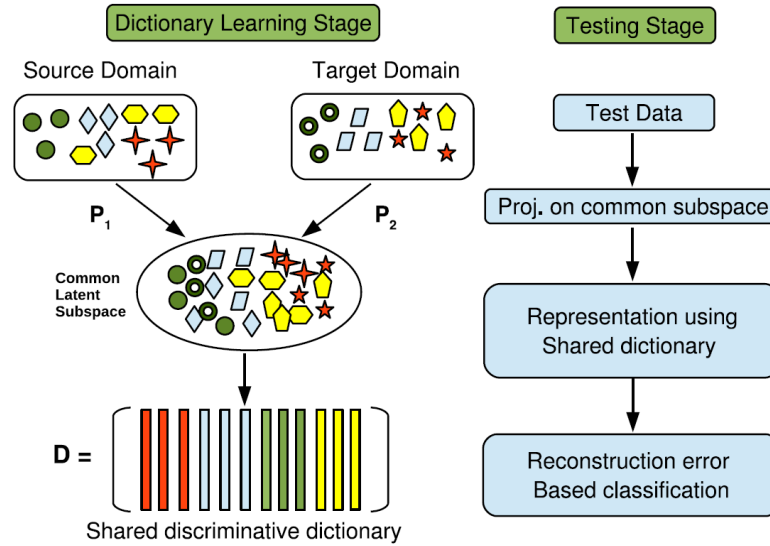 Dictionary Learning Stage
Source Domain
Target Domain
P1
P2
Common
Latent
Subspace
D =
Shared discriminative dictionary
Testing Stage
Test Data
Proj. on common subspace
Representation using
Shared dictionary
Reconstruction error
Based classification